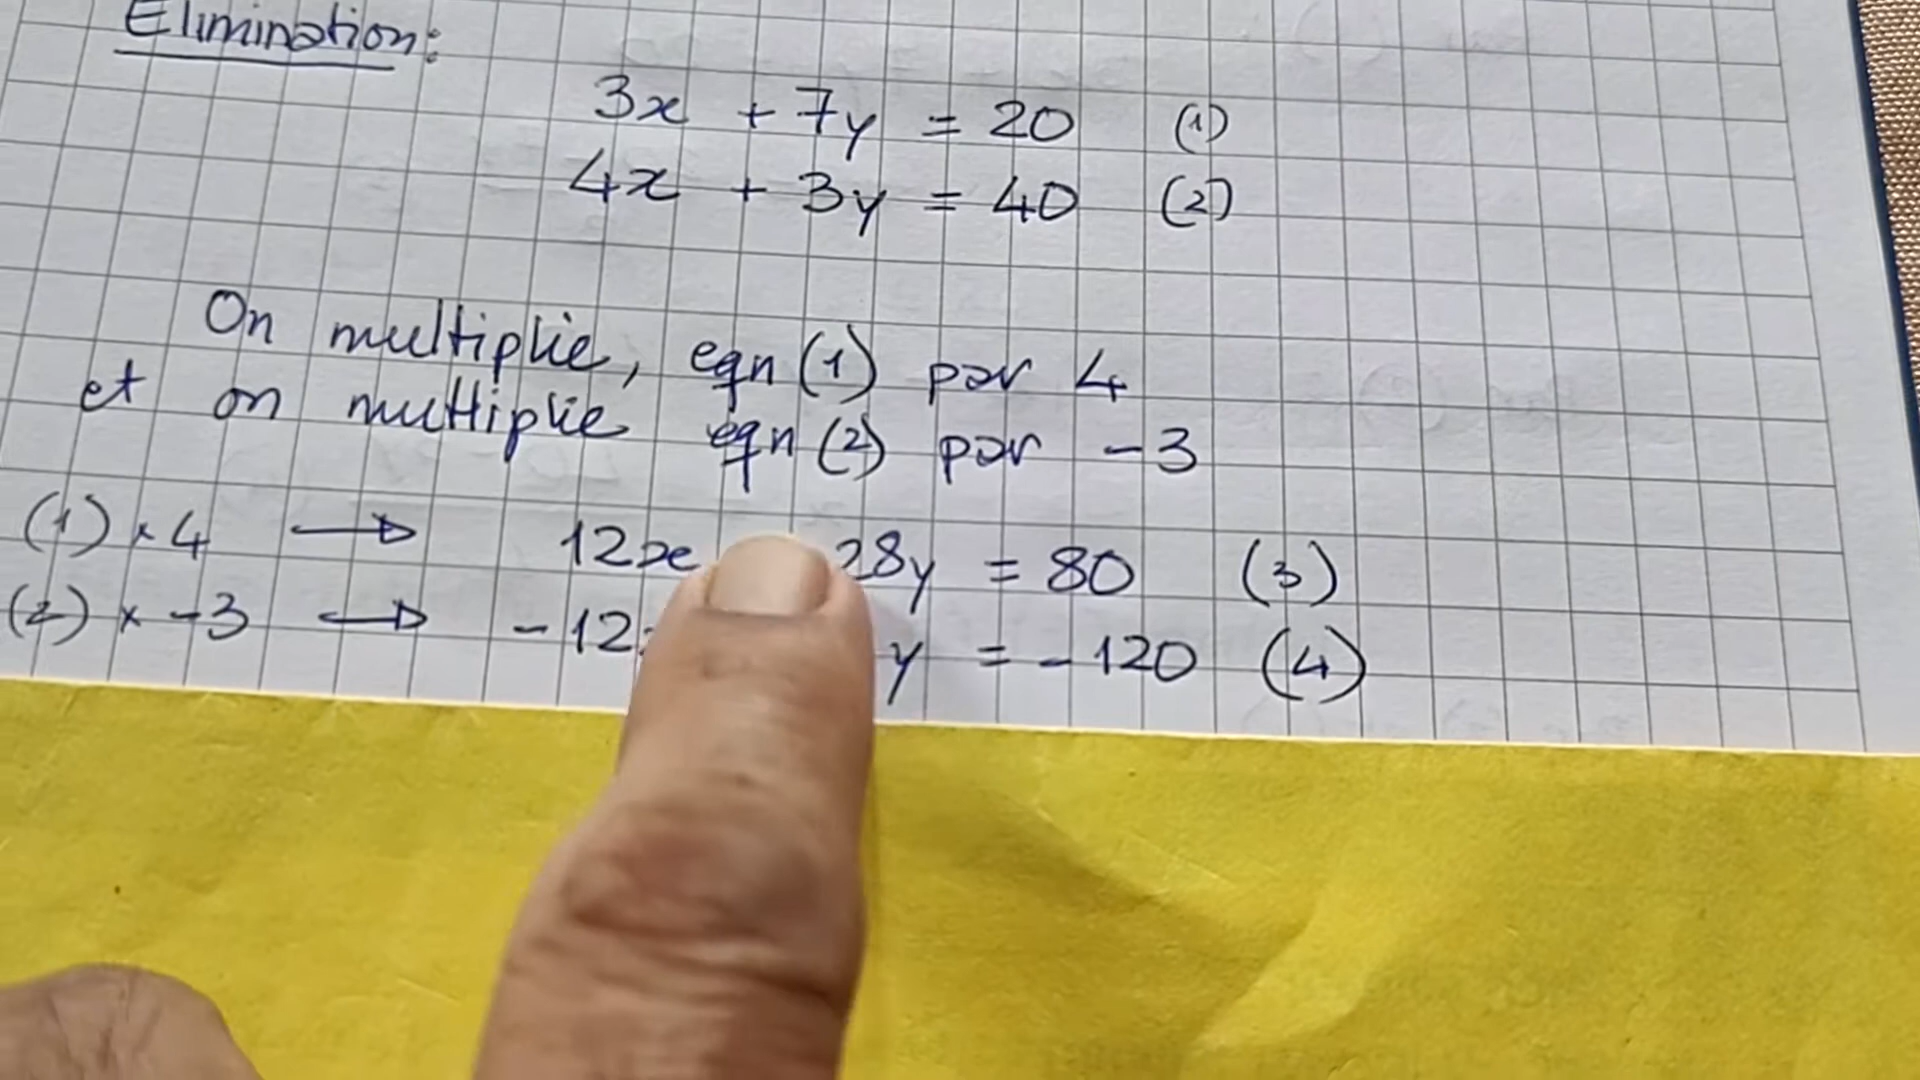 Elimination:
3x + 7y = 20 (1)
4x + 3y = 40 (2)
On multiplie, eqn (1) par 4
et on multiplie eqn (2) par -3
(1) × 4 → 12x 28y = 80 (3)
(2) × -3 → -12x y = -120 (4)